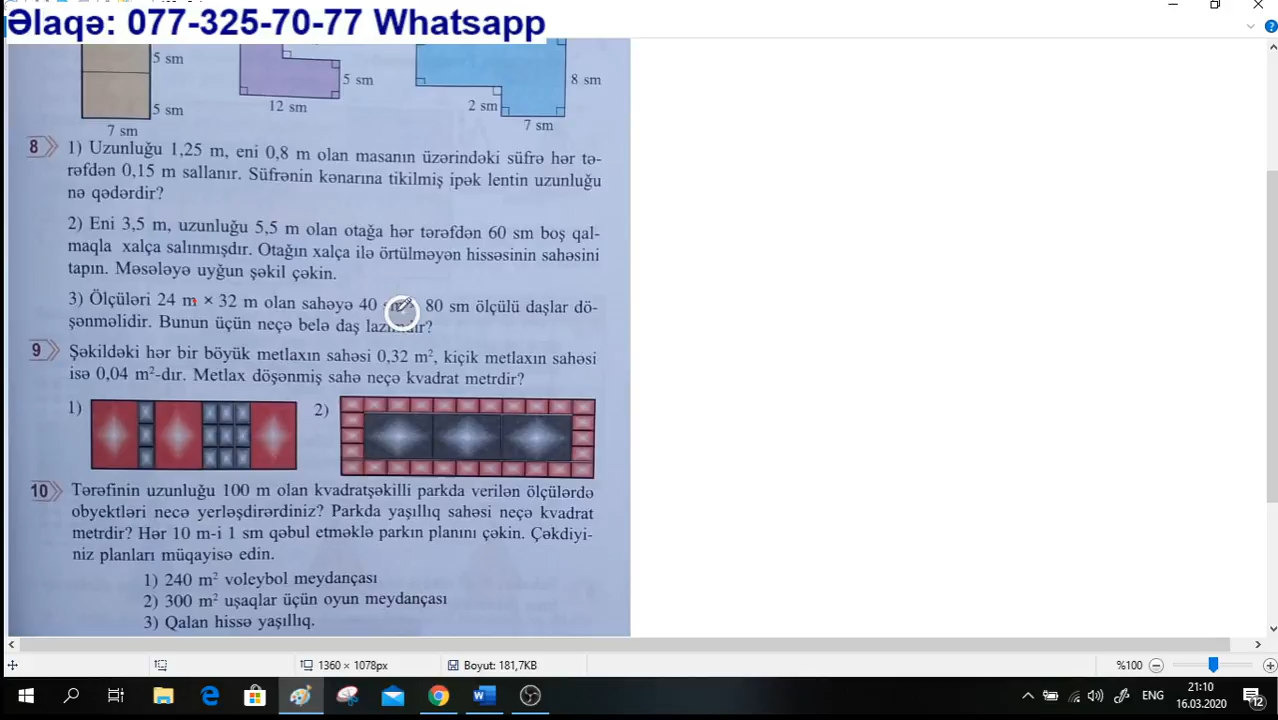 Əlaqə: 077-325-70-77 Whatsapp
5 sm
5 sm
8 sm
5 sm
12 sm
2 sm
7 sm
7 sm
8
1) Uzunluğu 1,25 m, eni 0,8 m olan masanın üzərindəki süfrə hər tə-
rəfdən 0,15 m sallanır. Süfrənin kənarına tikilmiş ipək lentin uzunluğu
nə qədərdir?
2) Eni 3,5 m, uzunluğu 5,5 m olan otağa hər tərəfdən 60 sm boş qal-
maqla xalça salınmışdır. Otağın xalça ilə örtülməyən hissəsinin sahəsini
tapın. Məsələyə uyğun şəkil çəkin.
3) Ölçüləri 24 m × 32 m olan sahəyə 40 80 sm ölçülü daşlar dö-
şənməlidir. Bunun üçün neçə belə daş lazımdır?
9
Şəkildəki hər bir böyük metlaxın sahəsi 0,32 m², kiçik metlaxın sahəsi
isə 0,04 m²-dır. Metlax döşənmiş sahə neçə kvadrat metrdir?
1)
2)
10
Tərəfinin uzunluğu 100 m olan kvadratşəkilli parkda verilən ölçülərdə
obyektləri necə yerləşdirərdiniz? Parkda yaşıllıq sahəsi neçə kvadrat
metrdir? Hər 10 m-i 1 sm qəbul etməklə parkın planını çəkin. Çəkdiyi-
niz planları müqayisə edin.
1) 240 m² voleybol meydançası
2) 300 m² uşaqlar üçün oyun meydançası
3) Qalan hissə yaşıllıq.
1360 × 1078px
Boyut: 181,7KB
%100
ENG
21:10
16.03.2020
12